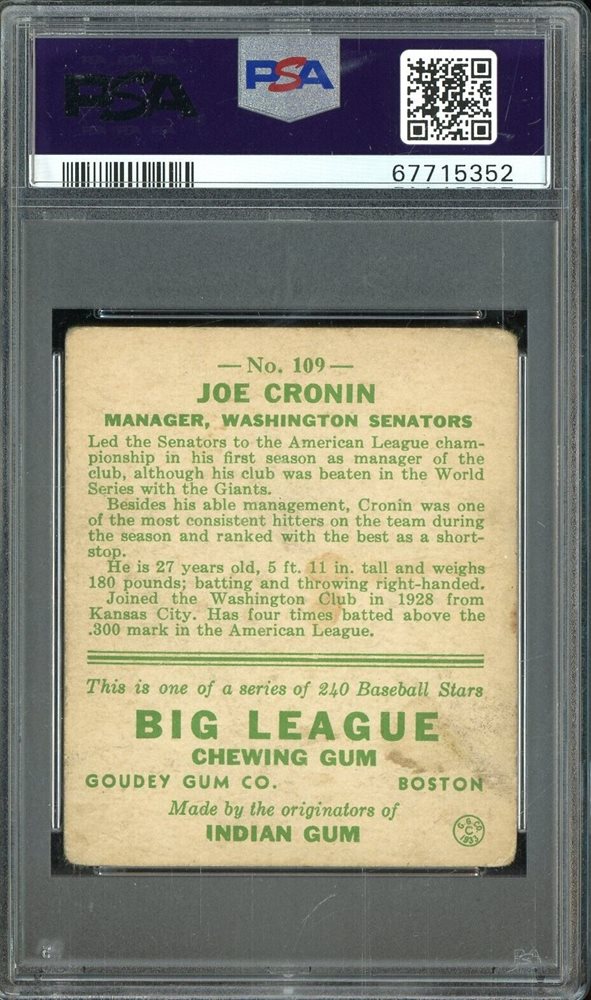 PSA
PSA
67715352
— No. 109 —
JOE CRONIN
MANAGER, WASHINGTON SENATORS
Led the Senators to the American League cham-
pionship in his first season as manager of the
club, although his club was beaten in the World
Series with the Giants.
Besides his able management, Cronin was one
of the most consistent hitters on the team during
the season and ranked with the best as a short-
stop.
He is 27 years old, 5 ft. 11 in. tall and weighs
180 pounds; batting and throwing right-handed.
Joined the Washington Club in 1928 from
Kansas City. Has four times batted above the
.300 mark in the American League.
This is one of a series of 240 Baseball Stars
BIG LEAGUE
CHEWING GUM
GOUDEY GUM CO. BOSTON
Made by the originators of
INDIAN GUM
G. G. CO.
C
1933
PSA